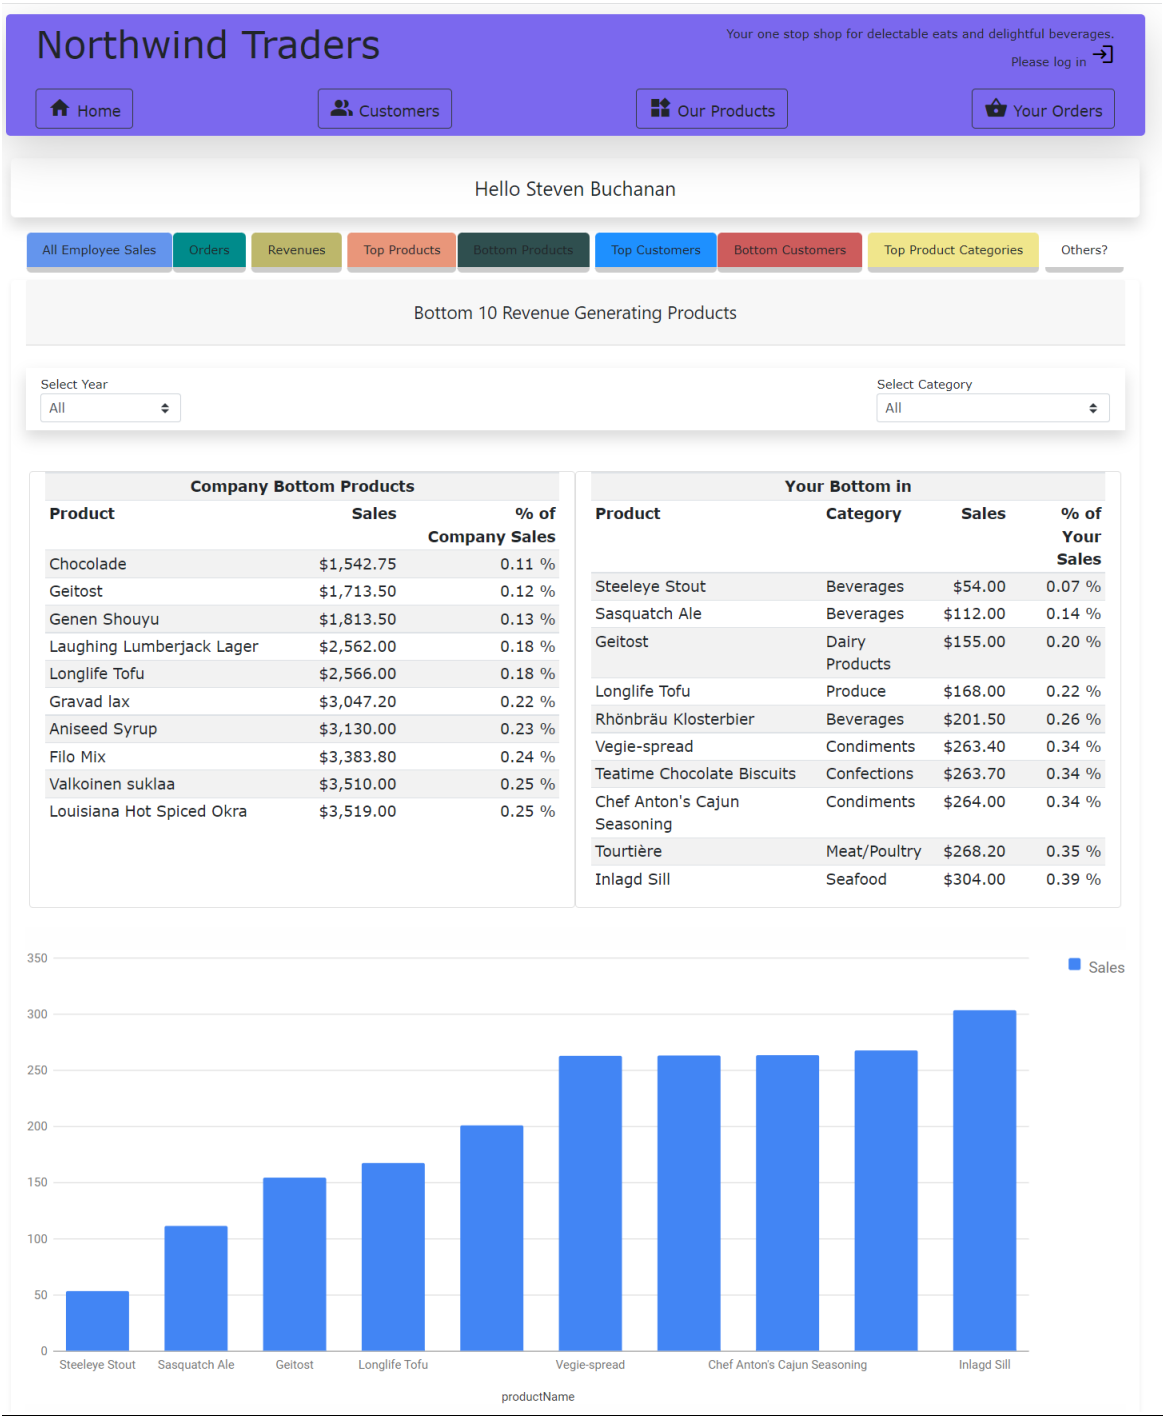 Northwind Traders
Your one stop shop for delectable eats and delightful beverages.
Please log in
Home
Customers
Our Products
Your Orders
Hello Steven Buchanan
All Employee Sales
Orders
Revenues
Top Products
Bottom Products
Top Customers
Bottom Customers
Top Product Categories
Others?
Bottom 10 Revenue Generating Products
Select Year
All
Select Category
All
Company Bottom Products
Product Sales % of
Company Sales
Chocolade $1,542.75 0.11 %
Geitost $1,713.50 0.12 %
Genen Shouyu $1,813.50 0.13 %
Laughing Lumberjack Lager $2,562.00 0.18 %
Longlife Tofu $2,566.00 0.18 %
Gravad lax $3,047.20 0.22 %
Aniseed Syrup $3,130.00 0.23 %
Filo Mix $3,383.80 0.24 %
Valkoinen suklaa $3,510.00 0.25 %
Louisiana Hot Spiced Okra $3,519.00 0.25 %
Your Bottom in
Product Category Sales % of
Your
Sales
Steeleye Stout Beverages $54.00 0.07 %
Sasquatch Ale Beverages $112.00 0.14 %
Geitost Dairy $155.00 0.20 %
Products
Longlife Tofu Produce $168.00 0.22 %
Rhönbräu Klosterbier Beverages $201.50 0.26 %
Vegie-spread Condiments $263.40 0.34 %
Teatime Chocolate Biscuits Confections $263.70 0.34 %
Chef Anton's Cajun Condiments $264.00 0.34 %
Seasoning
Tourtière Meat/Poultry $268.20 0.35 %
Inlagd Sill Seafood $304.00 0.39 %
350
300
250
200
150
100
50
0
Sales
Steeleye Stout Sasquatch Ale Geitost Longlife Tofu Vegie-spread Chef Anton's Cajun Seasoning Inlagd Sill
productName